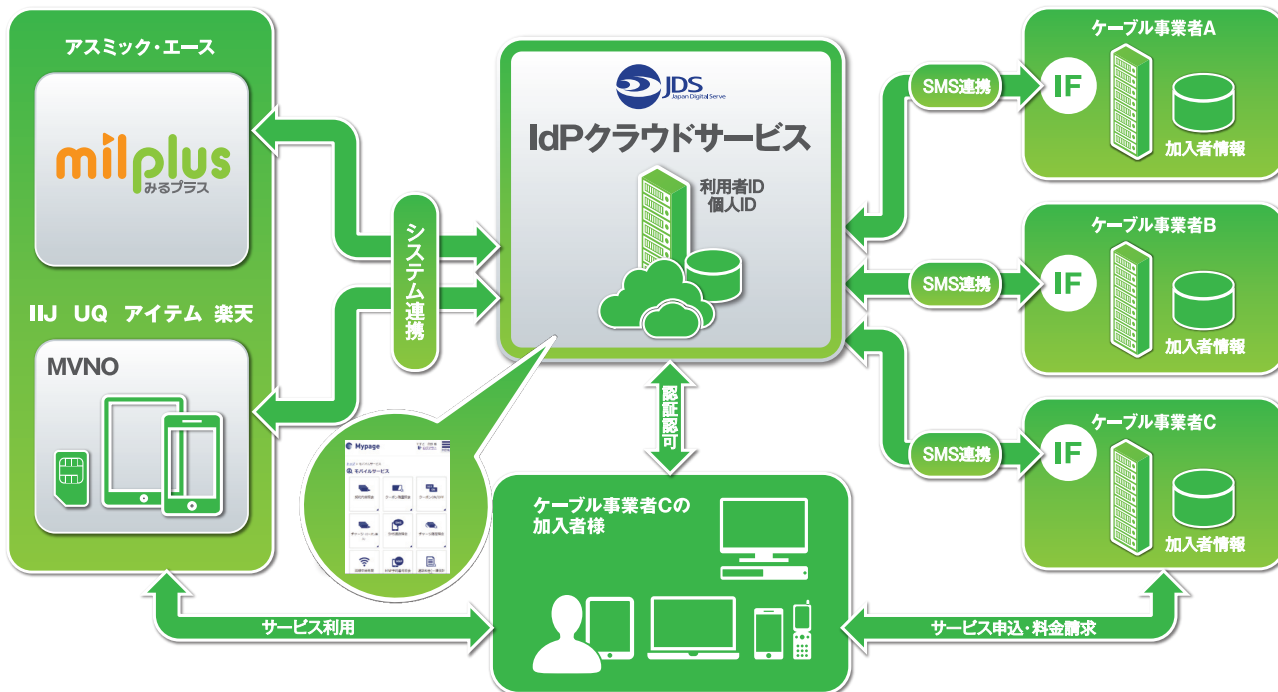 アスミック・エース
milplus
みるプラス
IIJ UQ アイテム 楽天
MVNO
システム連携
JDS
Japan Digital Serve
IdPクラウドサービス
利用者ID
個人ID
認証認可
Mypage
モバイルサービス
SMS連携
ケーブル事業者A
IF
加入者情報
SMS連携
ケーブル事業者B
IF
加入者情報
SMS連携
ケーブル事業者C
IF
加入者情報
ケーブル事業者Cの
加入者様
サービス利用
サービス申込・料金請求